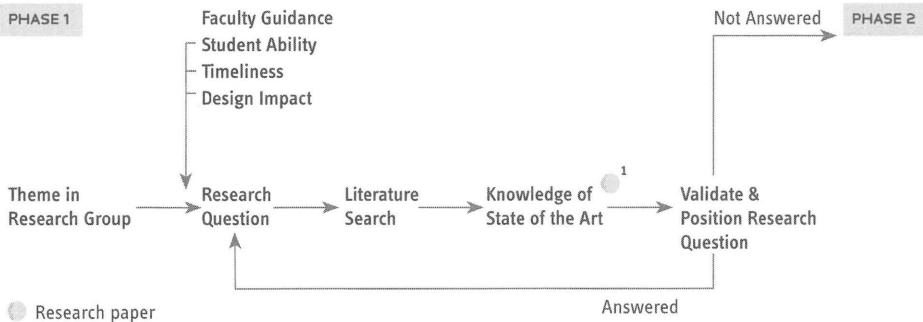 PHASE 1
Faculty Guidance
Student Ability
Timeliness
Design Impact
Not Answered
PHASE 2
Theme in
Research Group
Research
Question
Literature
Search
Knowledge of
State of the Art
1
Validate &
Position Research
Question
Answered
Research paper